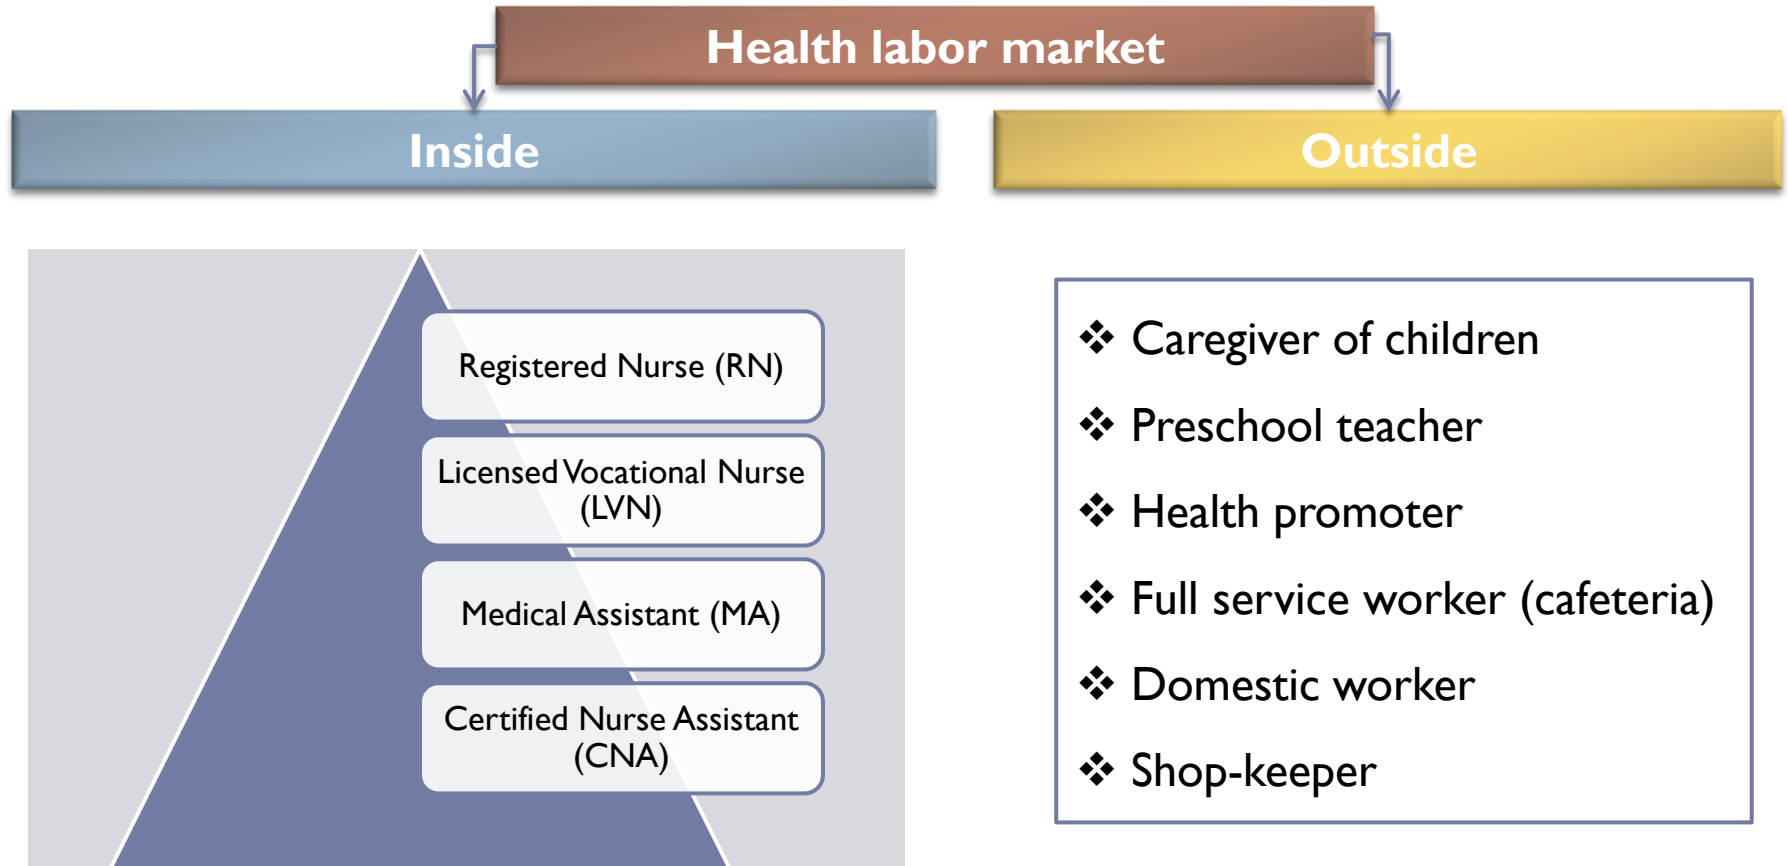 Health labor market
Inside
Outside
Registered Nurse (RN)
Licensed Vocational Nurse
(LVN)
Medical Assistant (MA)
Certified Nurse Assistant
(CNA)
❖ Caregiver of children
❖ Preschool teacher
❖ Health promoter
❖ Full service worker (cafeteria)
❖ Domestic worker
❖ Shop-keeper